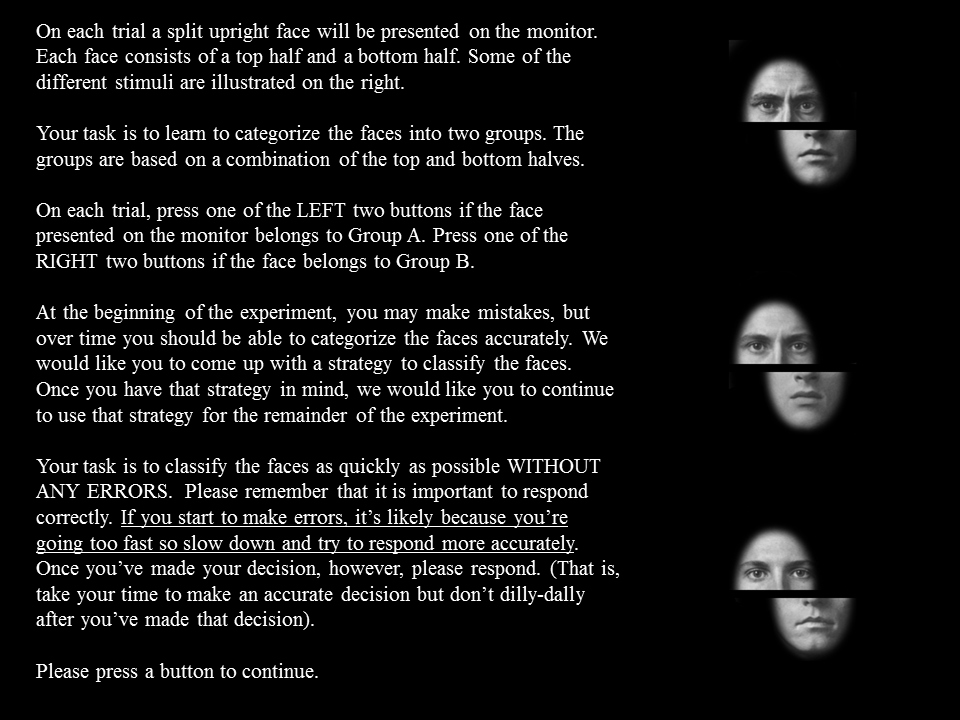 On each trial a split upright face will be presented on the monitor.
Each face consists of a top half and a bottom half. Some of the
different stimuli are illustrated on the right.
Your task is to learn to categorize the faces into two groups. The
groups are based on a combination of the top and bottom halves.
On each trial, press one of the LEFT two buttons if the face
presented on the monitor belongs to Group A. Press one of the
RIGHT two buttons if the face belongs to Group B.
At the beginning of the experiment, you may make mistakes, but
over time you should be able to categorize the faces accurately. We
would like you to come up with a strategy to classify the faces.
Once you have that strategy in mind, we would like you to continue
to use that strategy for the remainder of the experiment.
Your task is to classify the faces as quickly as possible WITHOUT
ANY ERRORS. Please remember that it is important to respond
correctly. If you start to make errors, it’s likely because you’re
going too fast so slow down and try to respond more accurately.
Once you’ve made your decision, however, please respond. (That is,
take your time to make an accurate decision but don’t dilly-dally
after you’ve made that decision).
Please press a button to continue.